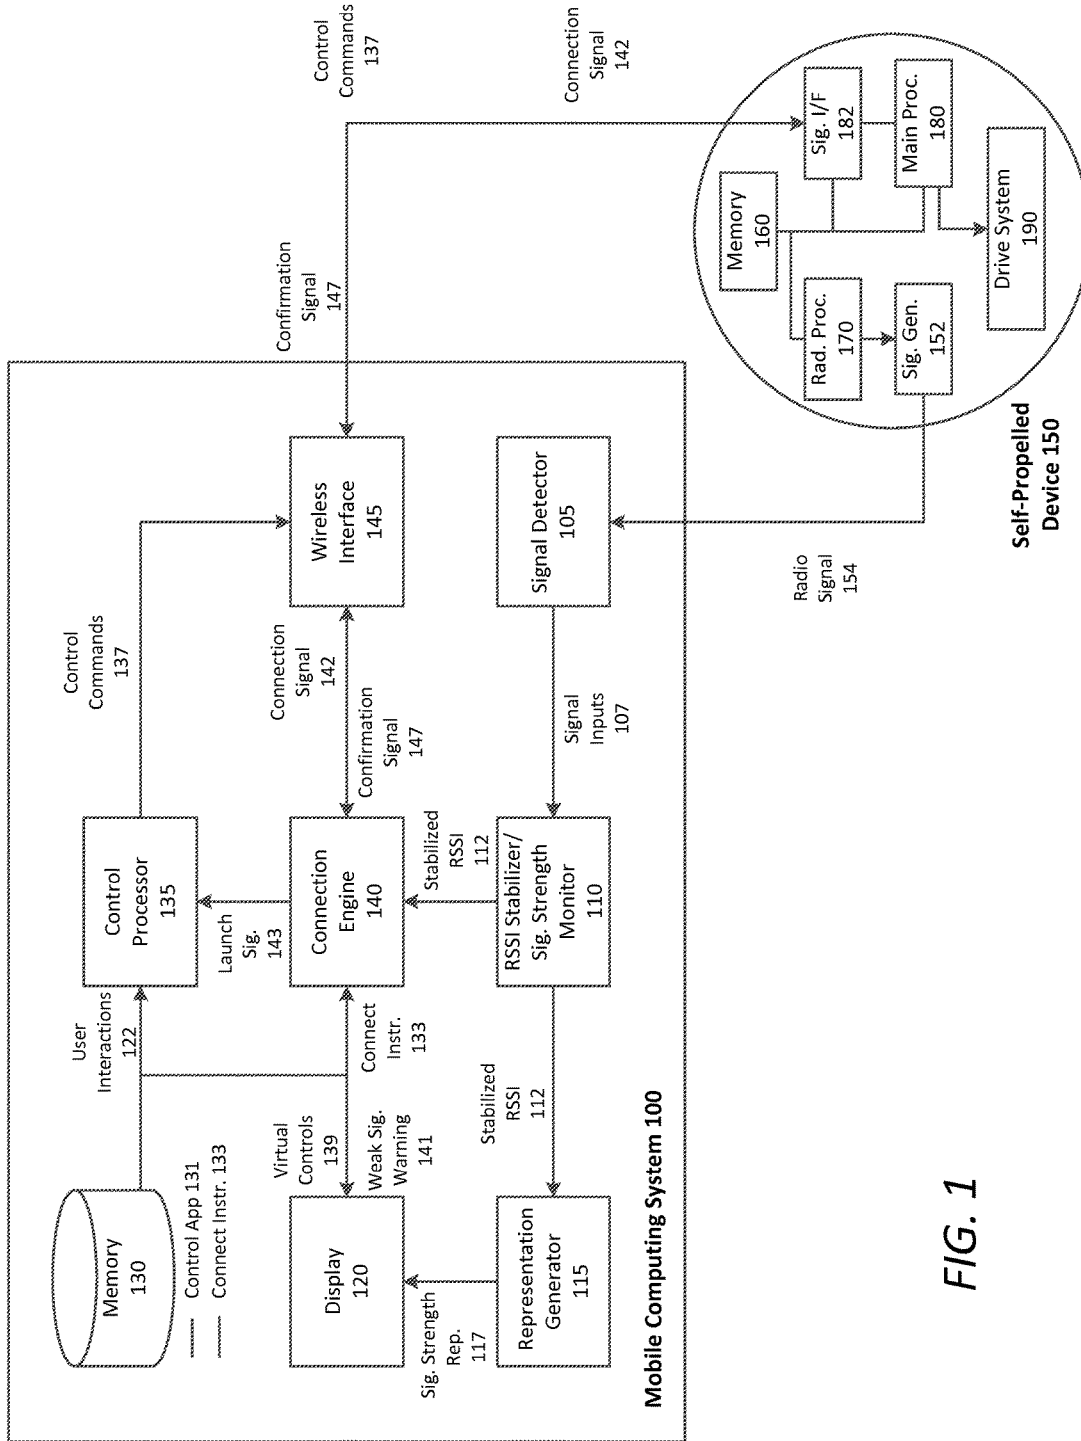 Memory
130
Control App 131
Connect Instr. 133
User
Interactions
122
Control
Processor
135
Control
Commands
137
Launch
Sig.
143
Display
120
Virtual
Controls
139
Weak Sig.
Warning
141
Connect
Instr.
133
Connection
Engine
140
Connection
Signal
142
Confirmation
Signal
147
Wireless
Interface
145
Confirmation
Signal
147
Control
Commands
137
Connection
Signal
142
Sig. Strength
Rep.
117
Stabilized
RSSI
112
Representation
Generator
115
Stabilized
RSSI
112
RSSI Stabilizer/
Sig. Strength
Monitor
110
Signal
Inputs
107
Signal Detector
105
Mobile Computing System 100
Radio
Signal
154
Memory
160
Sig. I/F
182
Rad. Proc.
170
Main Proc.
180
Sig. Gen.
152
Drive System
190
Self-Propelled
Device 150
FIG. 1